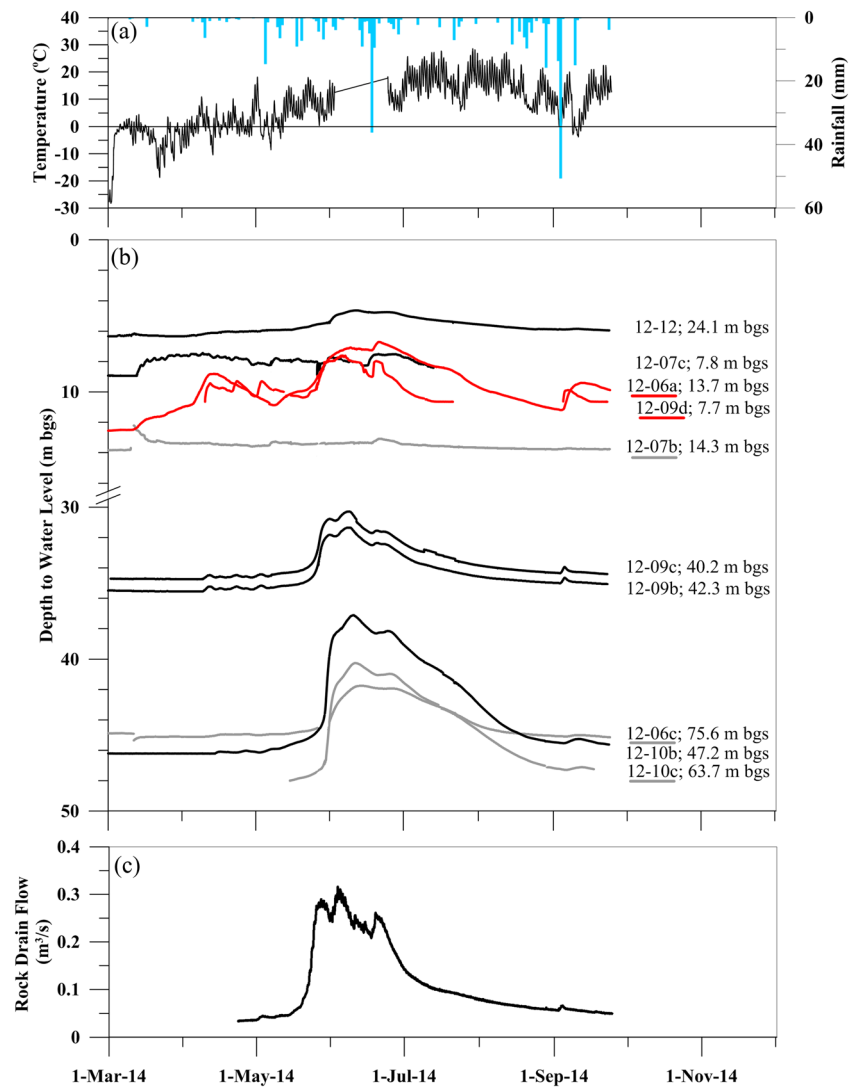 (a)
40
30
20
10
0
-10
-20
-30
Temperature (ºC)
0
20
40
60
Rainfall (mm)
(b)
0
10
30
40
50
Depth to Water Level (m bgs)
12-12; 24.1 m bgs
12-07c; 7.8 m bgs
12-06a; 13.7 m bgs
12-09d; 7.7 m bgs
12-07b; 14.3 m bgs
12-09c; 40.2 m bgs
12-09b; 42.3 m bgs
12-06c; 75.6 m bgs
12-10b; 47.2 m bgs
12-10c; 63.7 m bgs
(c)
0.4
0.3
0.2
0.1
0
Rock Drain Flow
(m³/s)
1-Mar-14 1-May-14 1-Jul-14 1-Sep-14 1-Nov-14